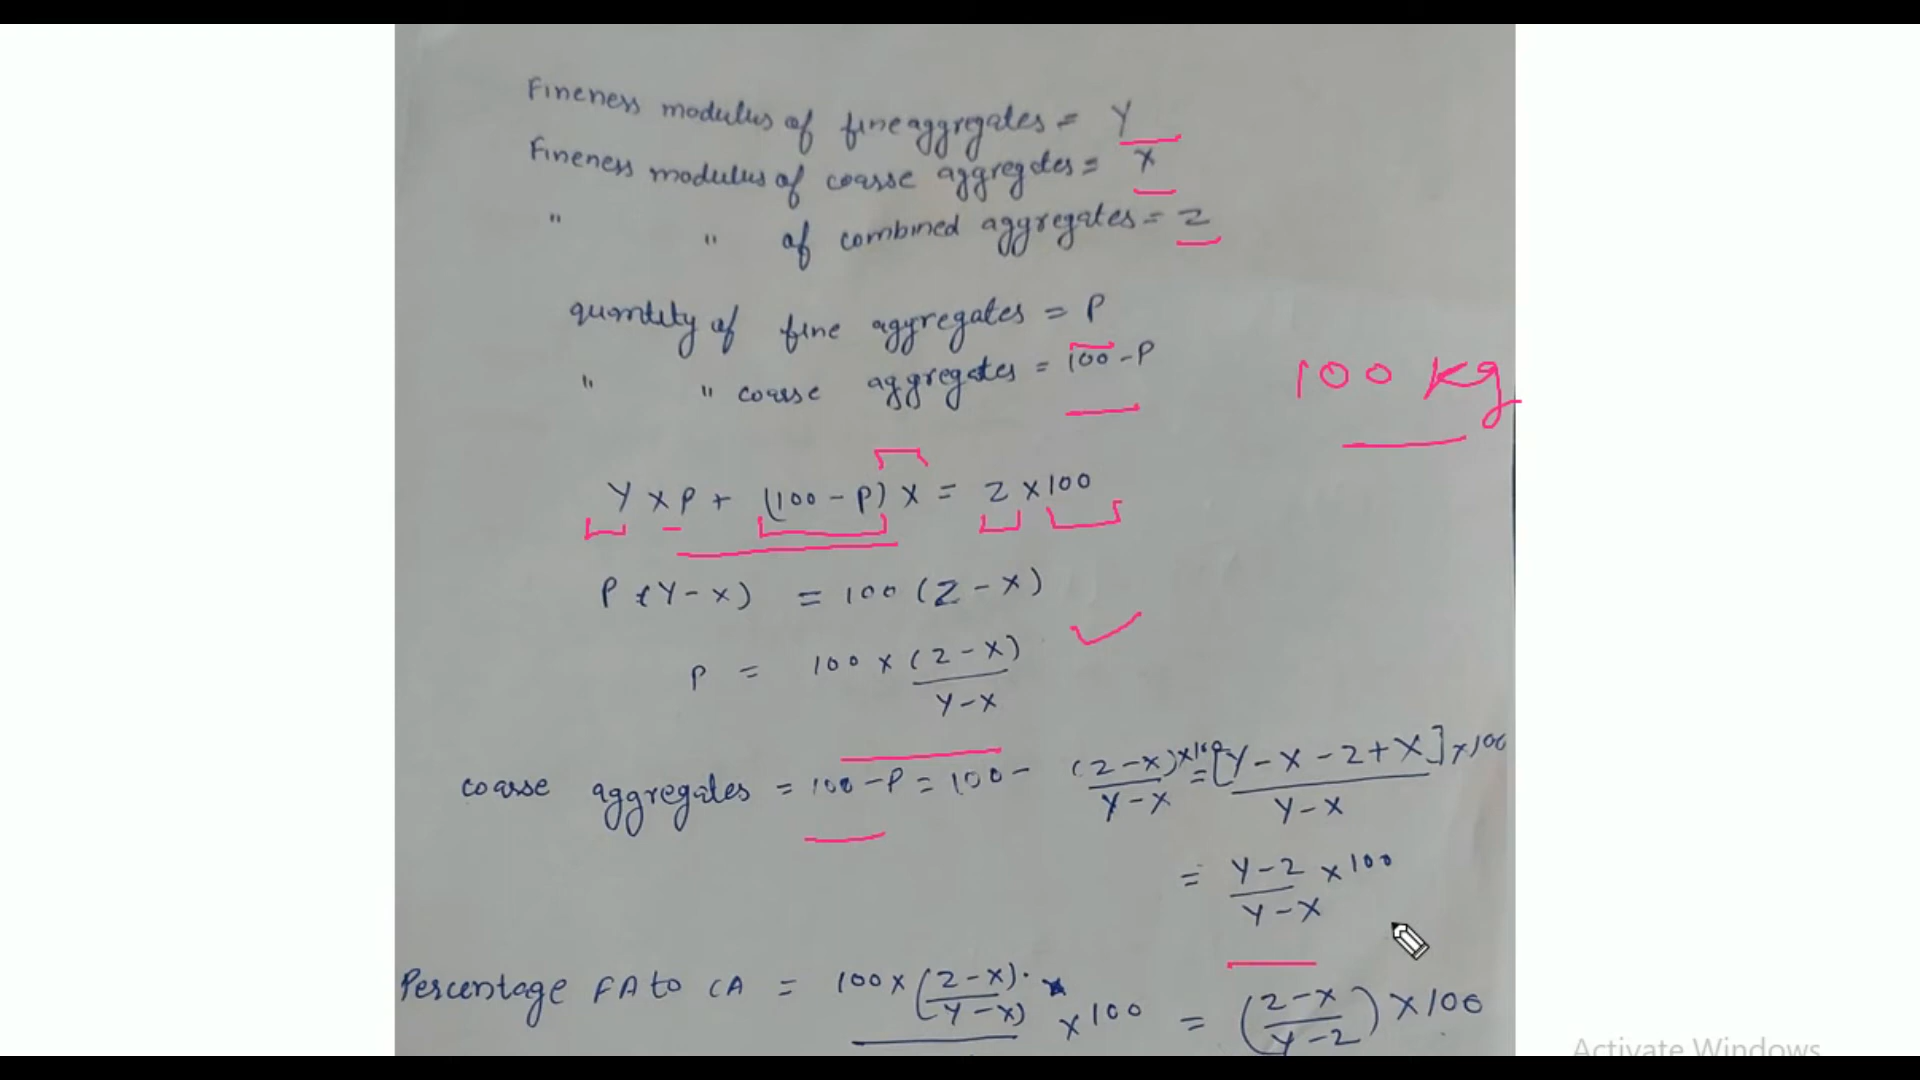 Fineness modulus of fine aggregates = Y
Fineness modulus of coarse aggregates = X
" " of combined aggregates = Z
quantity of fine aggregates = P
" " coarse aggregates = 100 - P
100 kg
Y × P + (100 - P) X = Z × 100
P (Y - X) = 100 (Z - X)
P = 100 × (Z - X) / Y - X
coarse aggregates = 100 - P = 100 - (Z - X) × 100 / Y - X = [Y - X - Z + X] × 100 / Y - X
= Y - Z / Y - X × 100
Percentage FA to CA = 100 × (Z - X / Y - X) × 100 = (Z - X / Y - Z) × 100
Activate Windows